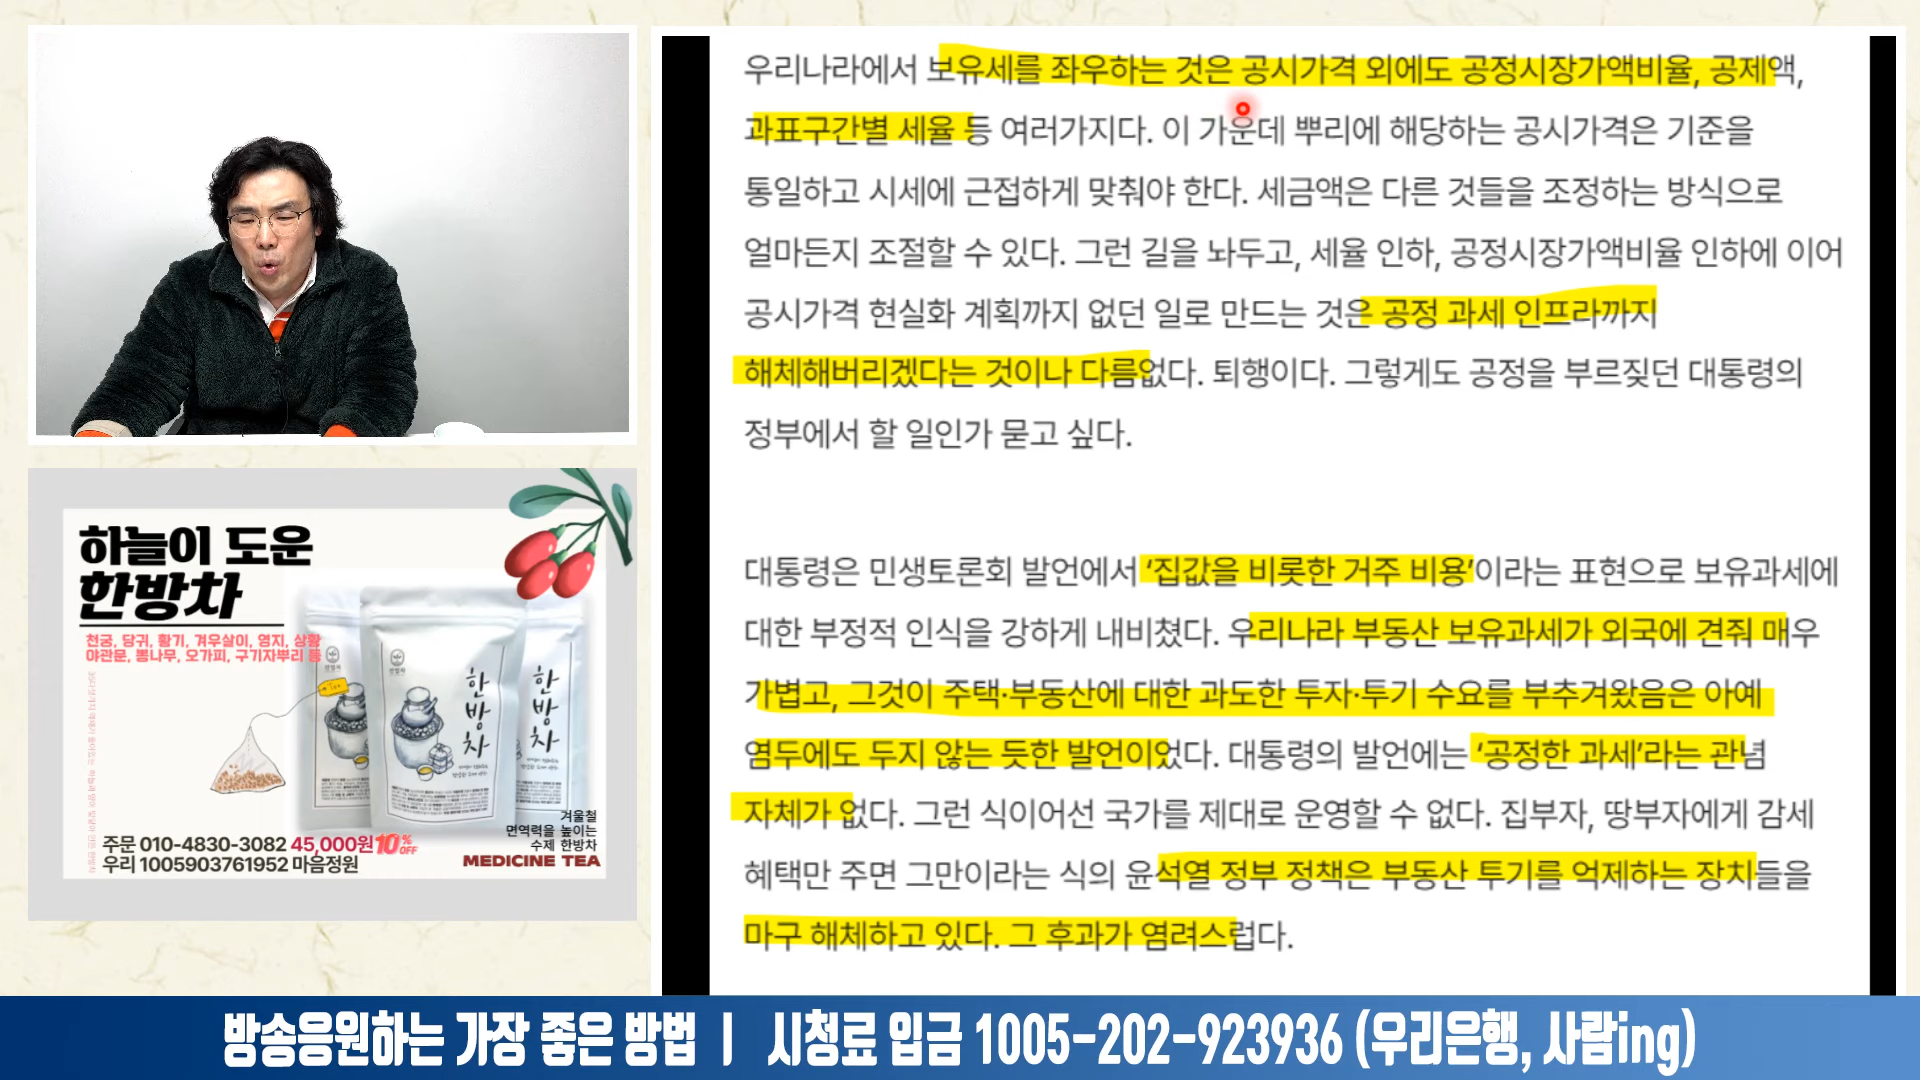 우리나라에서 보유세를 좌우하는 것은 공시가격 외에도 공정시장가액비율, 공제액,
과표구간별 세율 등 여러가지다. 이 가운데 뿌리에 해당하는 공시가격은 기준을
통일하고 시세에 근접하게 맞춰야 한다. 세금액은 다른 것들을 조정하는 방식으로
얼마든지 조절할 수 있다. 그런 길을 놔두고, 세율 인하, 공정시장가액비율 인하에 이어
공시가격 현실화 계획까지 없던 일로 만드는 것은 공정 과세 인프라까지
해체해버리겠다는 것이나 다름없다. 퇴행이다. 그렇게도 공정을 부르짖던 대통령의
정부에서 할 일인가 묻고 싶다.
대통령은 민생토론회 발언에서 ‘집값을 비롯한 거주 비용’이라는 표현으로 보유과세에
대한 부정적 인식을 강하게 내비쳤다. 우리나라 부동산 보유과세가 외국에 견줘 매우
가볍고, 그것이 주택·부동산에 대한 과도한 투자·투기 수요를 부추겨왔음은 아예
염두에도 두지 않는 듯한 발언이었다. 대통령의 발언에는 ‘공정한 과세’라는 관념
자체가 없다. 그런 식이어선 국가를 제대로 운영할 수 없다. 집부자, 땅부자에게 감세
혜택만 주면 그만이라는 식의 윤석열 정부 정책은 부동산 투기를 억제하는 장치들을
마구 해체하고 있다. 그 후과가 염려스럽다.
하늘이 도운
한방차
천궁, 당귀, 황기, 겨우살이, 영지, 상황
야관문, 뽕나무, 오가피, 구기자뿌리 등
한방차
한방차
겨울철
면역력을 높이는
수제 한방차
MEDICINE TEA
주문 010-4830-3082 45,000원 10% OFF
우리 1005903761952 마음정원
방송응원하는 가장 좋은 방법 ㅣ 시청료 입금 1005-202-923936 (우리은행, 사람ing)